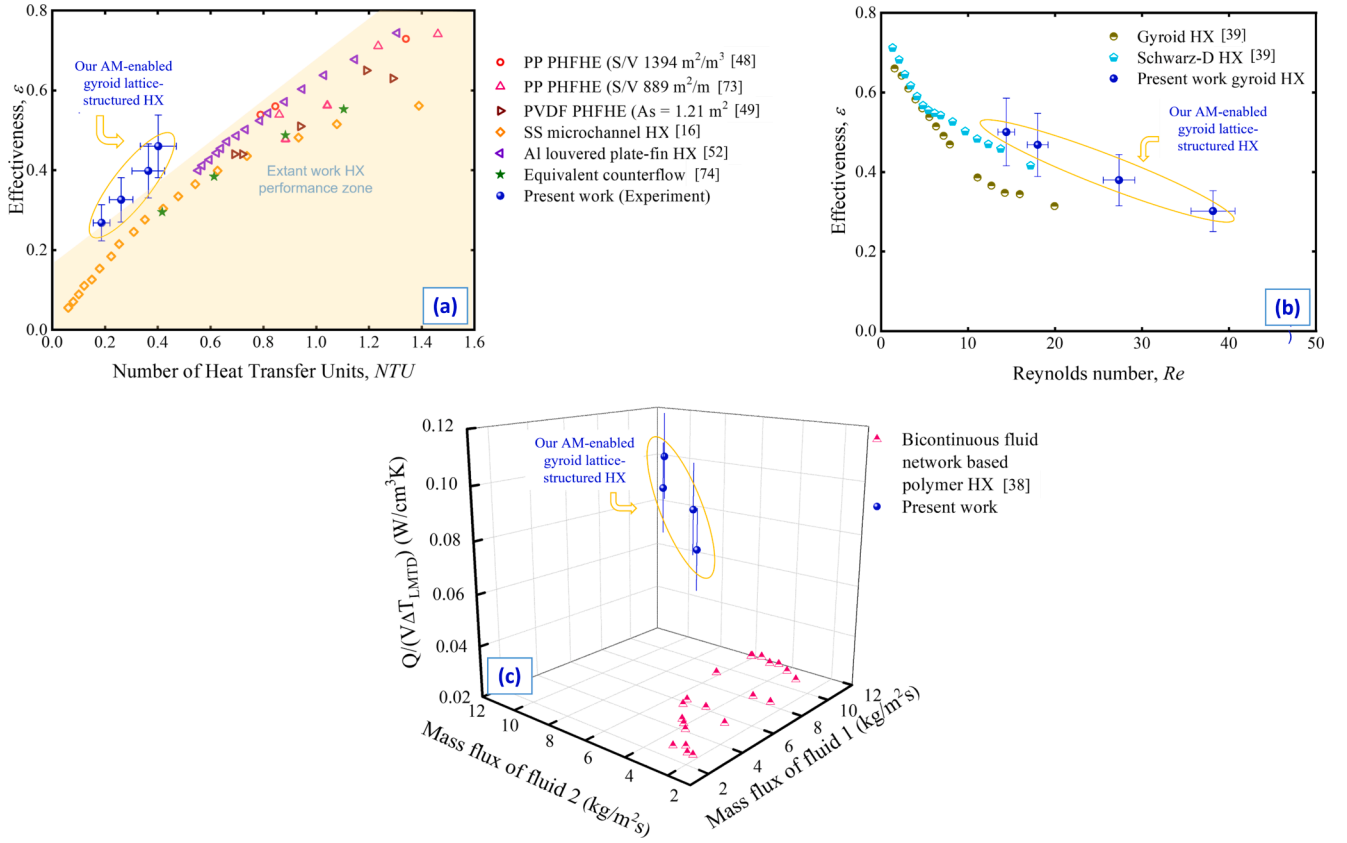 Effectiveness, ε
0.8
0.6
0.4
0.2
0.0
0.0 0.2 0.4 0.6 0.8 1.0 1.2 1.4 1.6
Number of Heat Transfer Units, NTU
Our AM-enabled
gyroid lattice-
structured HX
Extant work HX
performance zone
(a)
PP PHFHE (S/V 1394 m²/m³ [48]
PP PHFHE (S/V 889 m²/m [73]
PVDF PHFHE (As = 1.21 m² [49]
SS microchannel HX [16]
Al louvered plate-fin HX [52]
Equivalent counterflow [74]
Present work (Experiment)
Effectiveness, ε
0.8
0.6
0.4
0.2
0.0
0 10 20 30 40 50
Reynolds number, Re
Gyroid HX [39]
Schwarz-D HX [39]
Present work gyroid HX
Our AM-enabled
gyroid lattice-
structured HX
(b)
Q/(VΔT_LMTD) (W/cm³K)
0.12
0.10
0.08
0.06
0.04
0.02
12 10 8 6 4 2
Mass flux of fluid 2 (kg/m²s)
2 4 6 8 10 12
Mass flux of fluid 1 (kg/m²s)
Our AM-enabled
gyroid lattice-
structured HX
(c)
Bicontinuous fluid
network based
polymer HX [38]
Present work